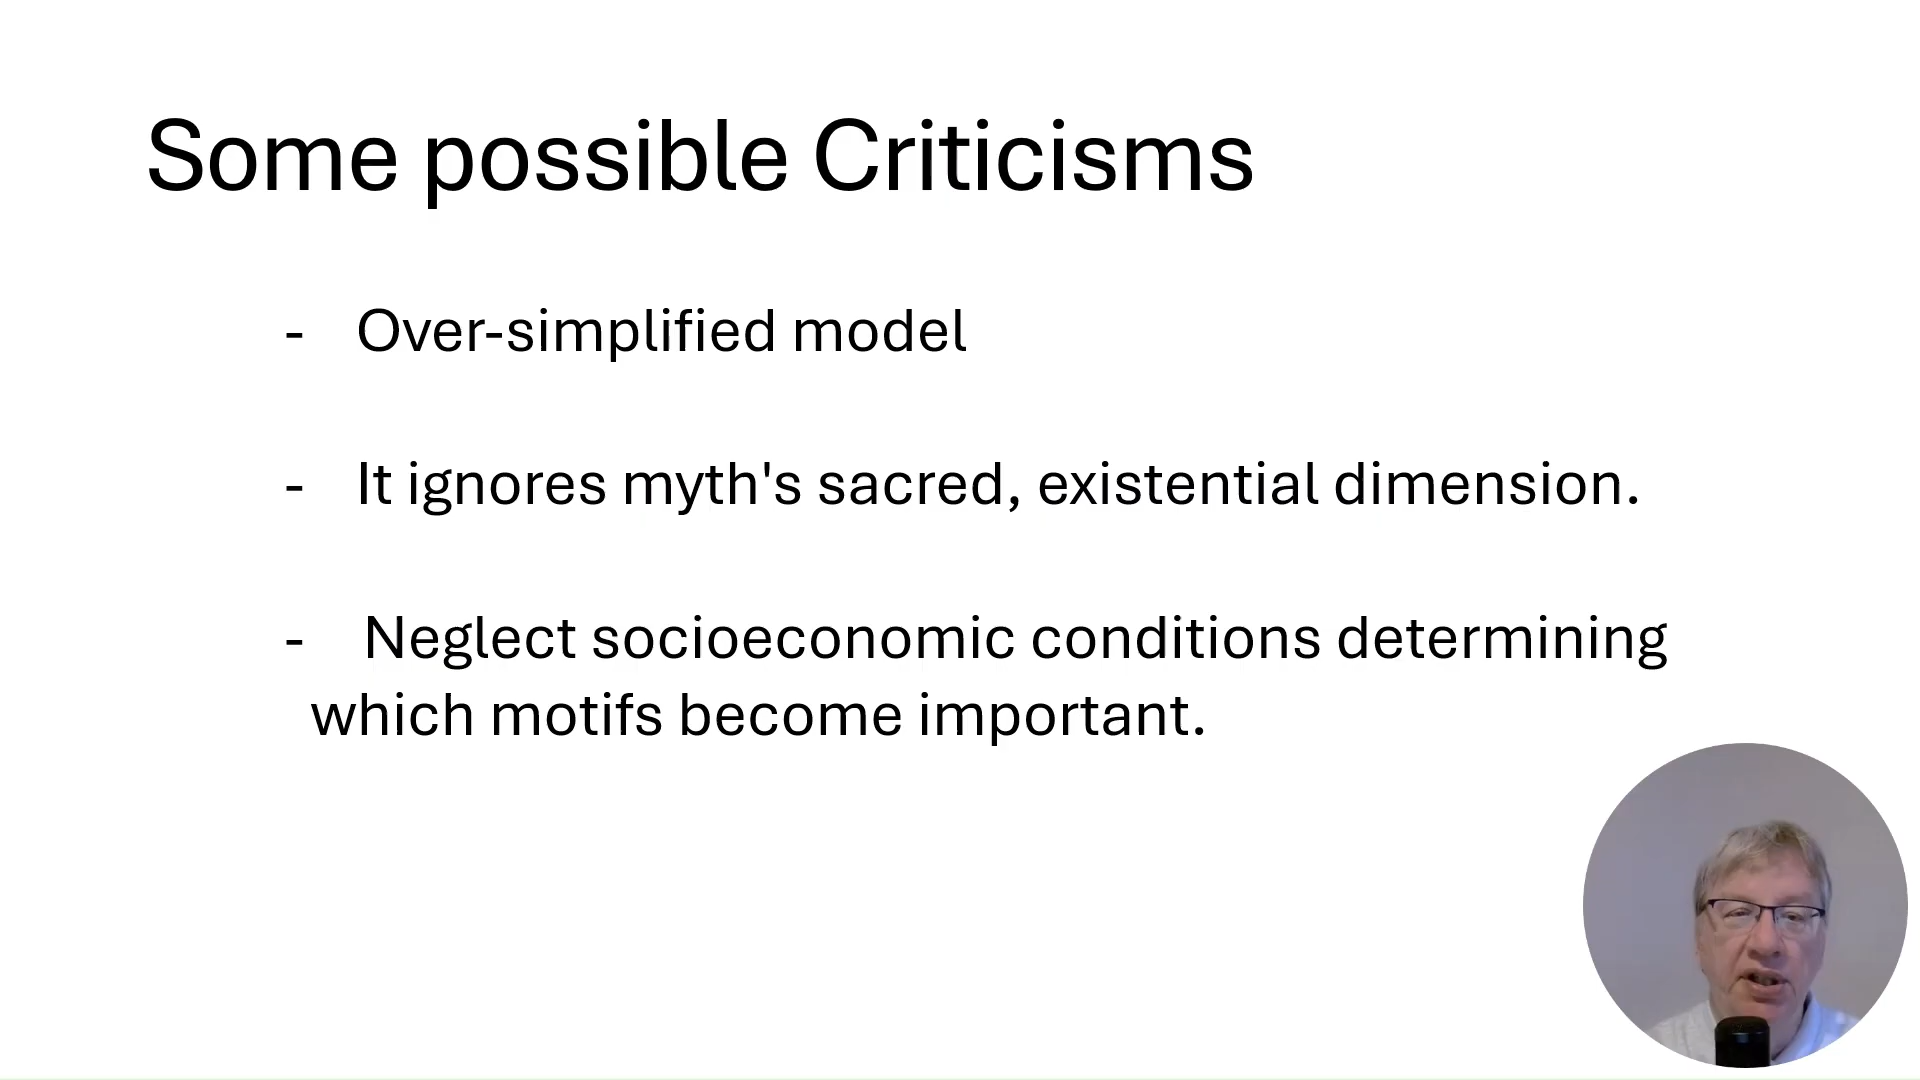 Some possible Criticisms
- Over-simplified model
- It ignores myth's sacred, existential dimension.
- Neglect socioeconomic conditions determining
which motifs become important.